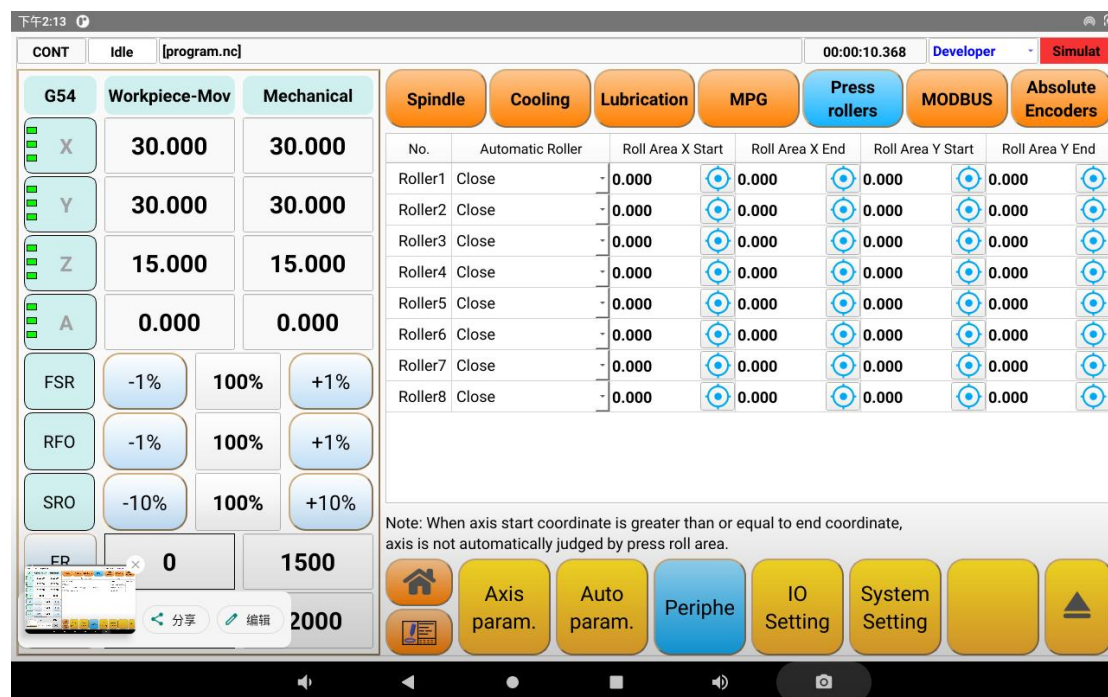 下午2:13
CONT Idle [program.nc] 00:00:10.368 Developer Simulat
G54 Workpiece-Mov Mechanical
Spindle Cooling Lubrication MPG Press rollers MODBUS Absolute Encoders
X 30.000 30.000
Y 30.000 30.000
Z 15.000 15.000
A 0.000 0.000
FSR -1% 100% +1%
RFO -1% 100% +1%
SRO -10% 100% +10%
FR 0 1500
2000
No. Automatic Roller Roll Area X Start Roll Area X End Roll Area Y Start Roll Area Y End
Roller1 Close 0.000 0.000 0.000 0.000
Roller2 Close 0.000 0.000 0.000 0.000
Roller3 Close 0.000 0.000 0.000 0.000
Roller4 Close 0.000 0.000 0.000 0.000
Roller5 Close 0.000 0.000 0.000 0.000
Roller6 Close 0.000 0.000 0.000 0.000
Roller7 Close 0.000 0.000 0.000 0.000
Roller8 Close 0.000 0.000 0.000 0.000
Note: When axis start coordinate is greater than or equal to end coordinate,
axis is not automatically judged by press roll area.
分享 编辑
Axis param. Auto param. Periphe IO Setting System Setting